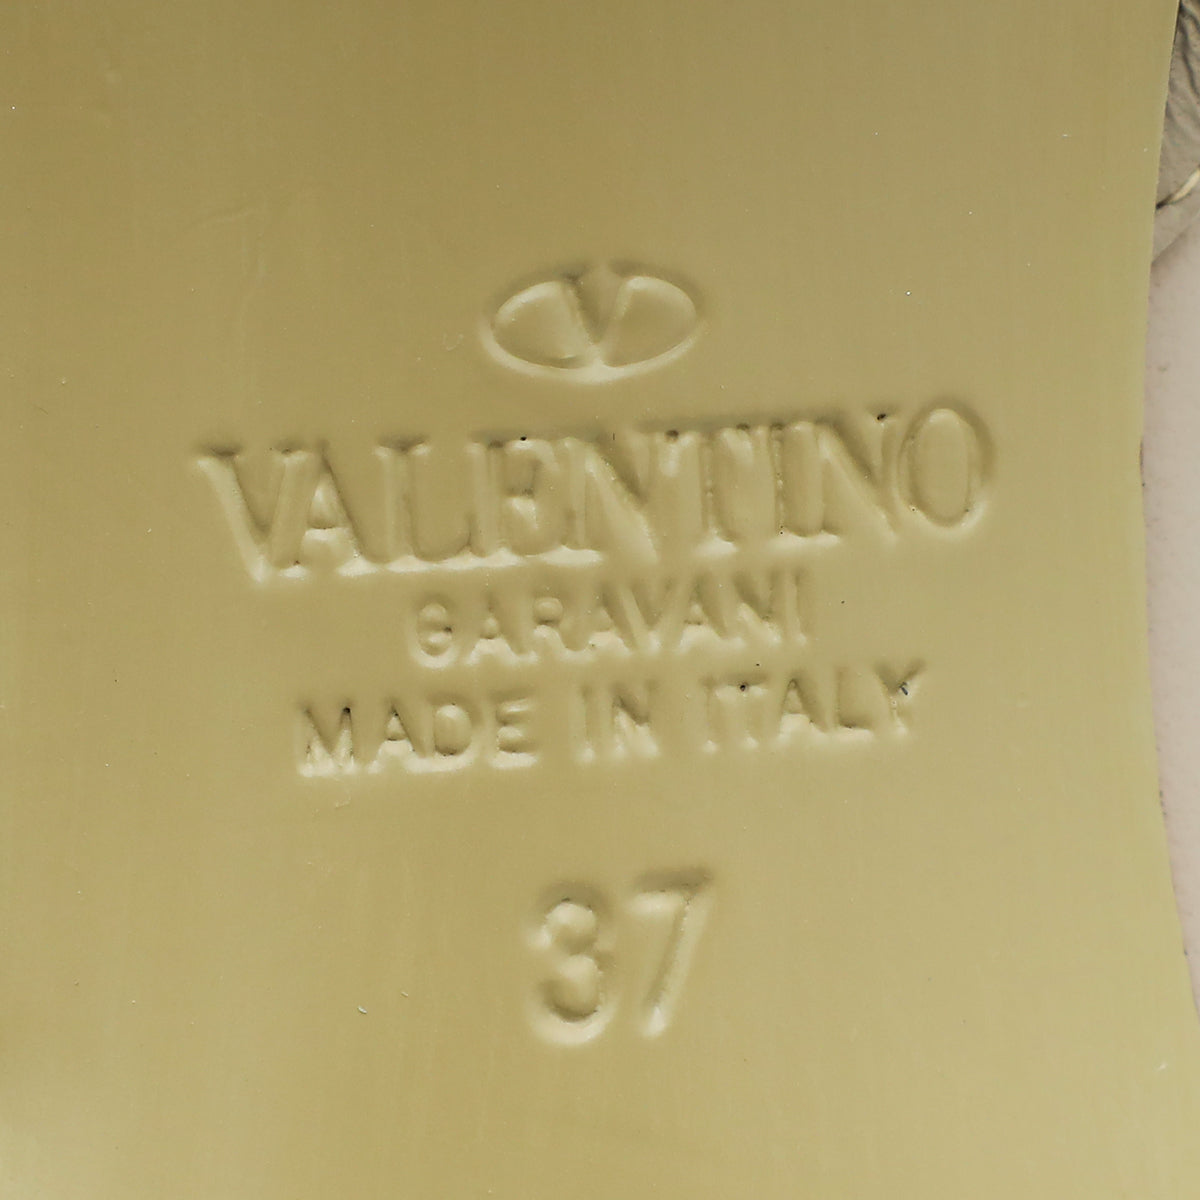 V
VALENTINO
GARAVANI
MADE IN ITALY
37